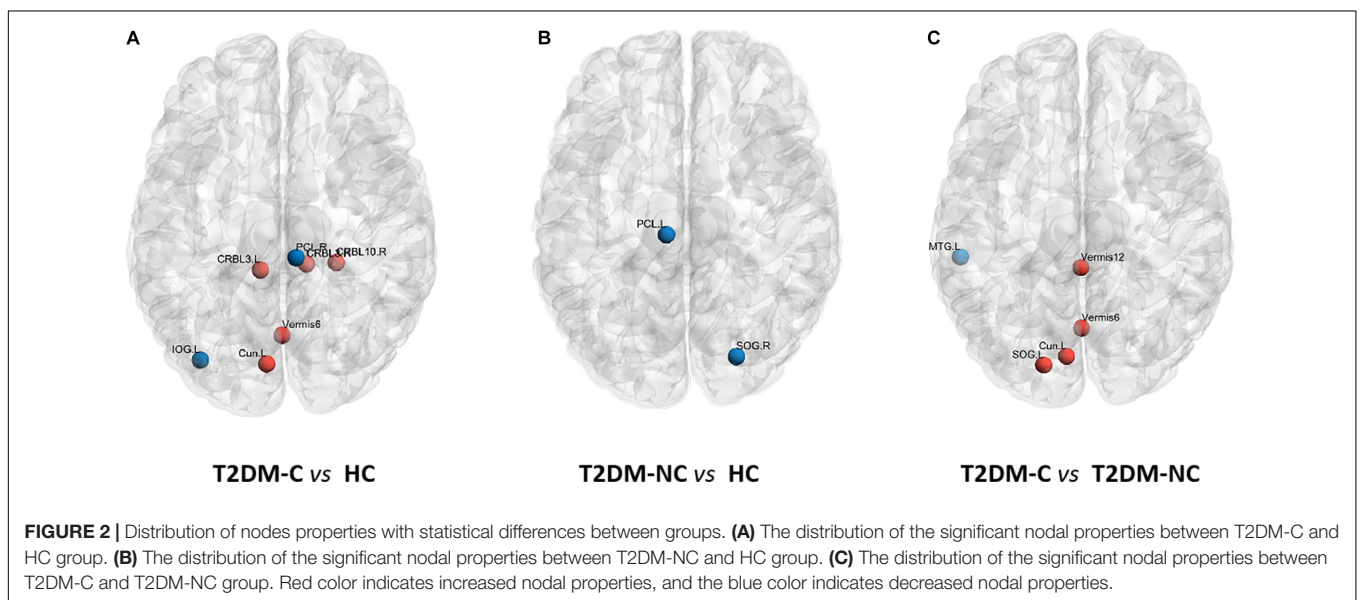 A
B
C
PCL.R
CRBL3.L
CRBL3.R
CRBL10.R
Vermis6
IOG.L
Cun.L
PCL.L
SOG.R
MTG.L
Vermis12
Vermis6
Cun.L
SOG.L
T2DM-C vs HC
T2DM-NC vs HC
T2DM-C vs T2DM-NC
FIGURE 2 | Distribution of nodes properties with statistical differences between groups. (A) The distribution of the significant nodal properties between T2DM-C and
HC group. (B) The distribution of the significant nodal properties between T2DM-NC and HC group. (C) The distribution of the significant nodal properties between
T2DM-C and T2DM-NC group. Red color indicates increased nodal properties, and the blue color indicates decreased nodal properties.